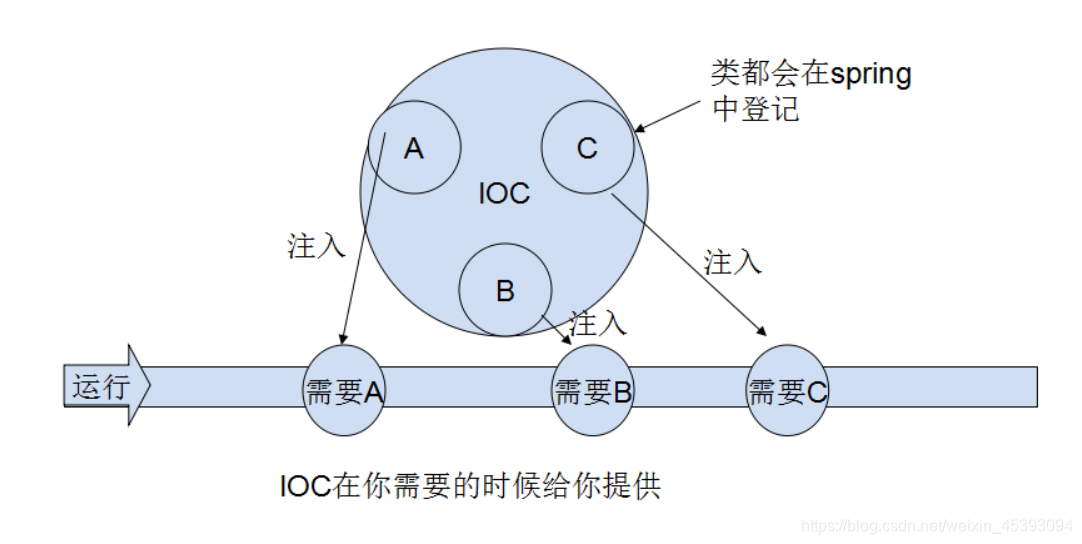 类都会在spring
中登记
A
C
IOC
注入
注入
B
注入
运行
需要A
需要B
需要C
IOC在你需要的时候给你提供
https://blog.csdn.net/weixin_45393094